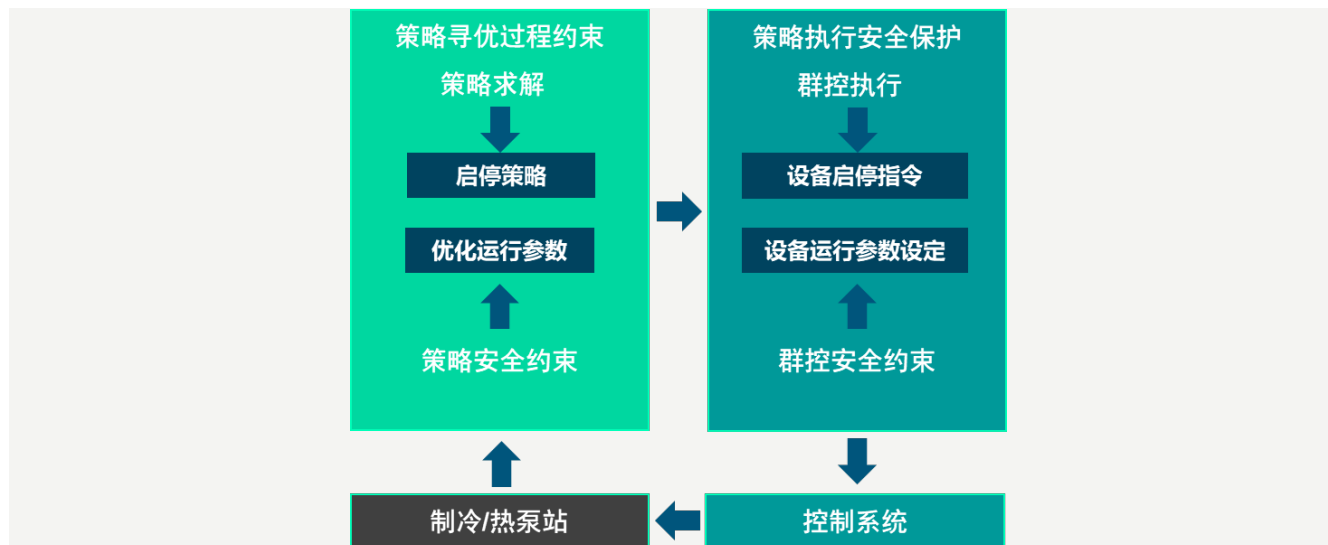 策略寻优过程约束
策略求解
启停策略
优化运行参数
策略安全约束
策略执行安全保护
群控执行
设备启停指令
设备运行参数设定
群控安全约束
制冷/热泵站
控制系统